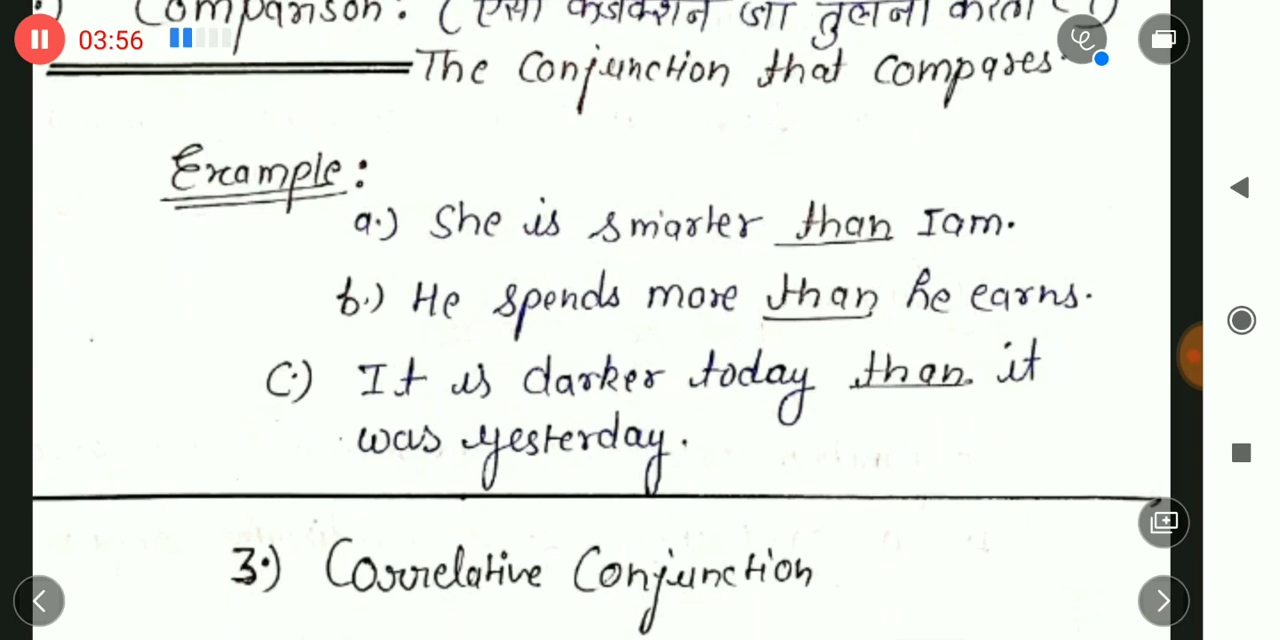 03:56
Comparison: (ऐसा कंजक्शन जो तुलना करता
The Conjunction that compares.
Example:
a.) She is smarter than I am.
b.) He spends more than he earns.
C.) It is darker today than it
was yesterday.
3.) Correlative Conjunction